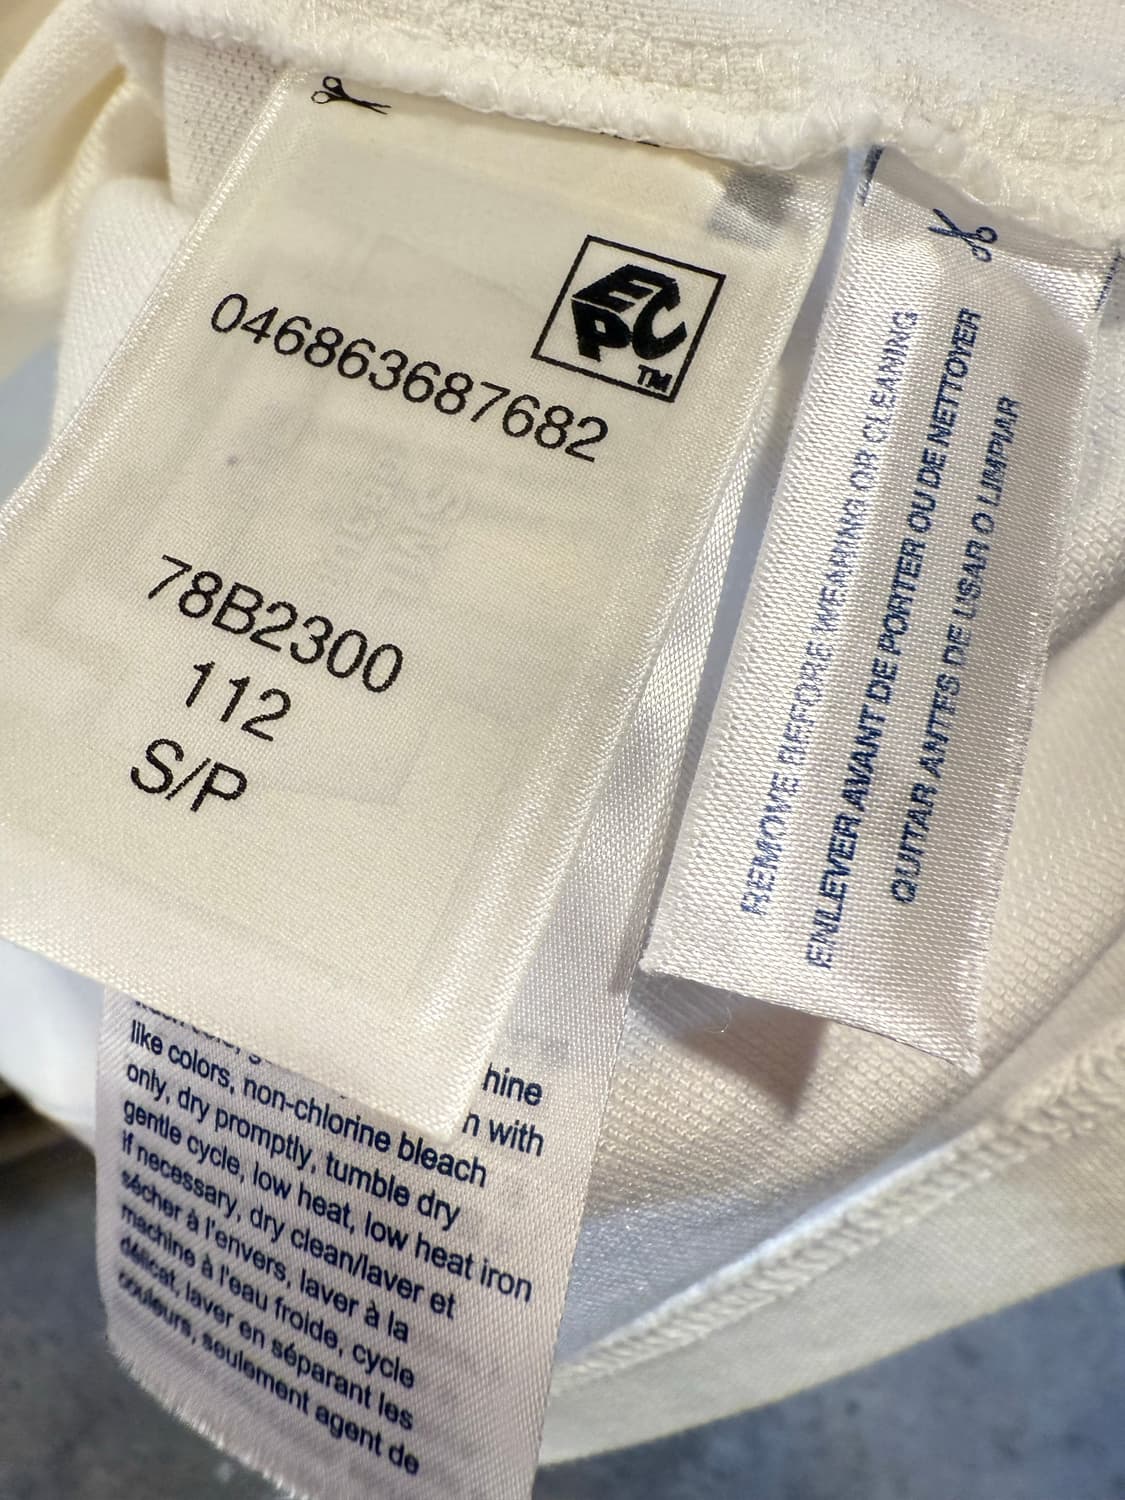 EPC
TM
046863687682
78B2300
112
S/P
REMOVE BEFORE WEARING OR CLEANING
ENLEVER AVANT DE PORTER OU DE NETTOYER
QUITAR ANTES DE USAR O LIMPIAR
hine
like colors, non-chlorine bleach
n with
only, dry promptly, tumble dry
gentle cycle, low heat, low heat iron
if necessary, dry clean/laver et
sécher à l'envers, laver à la
machine à l'eau froide, cycle
délicat, laver en séparant les
couleurs, seulement agent de